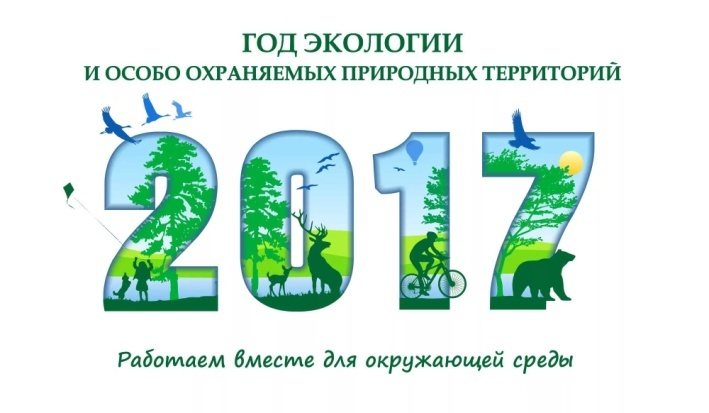 ГОД ЭКОЛОГИИ
И ОСОБО ОХРАНЯЕМЫХ ПРИРОДНЫХ ТЕРРИТОРИЙ
2017
Работаем вместе для окружающей среды